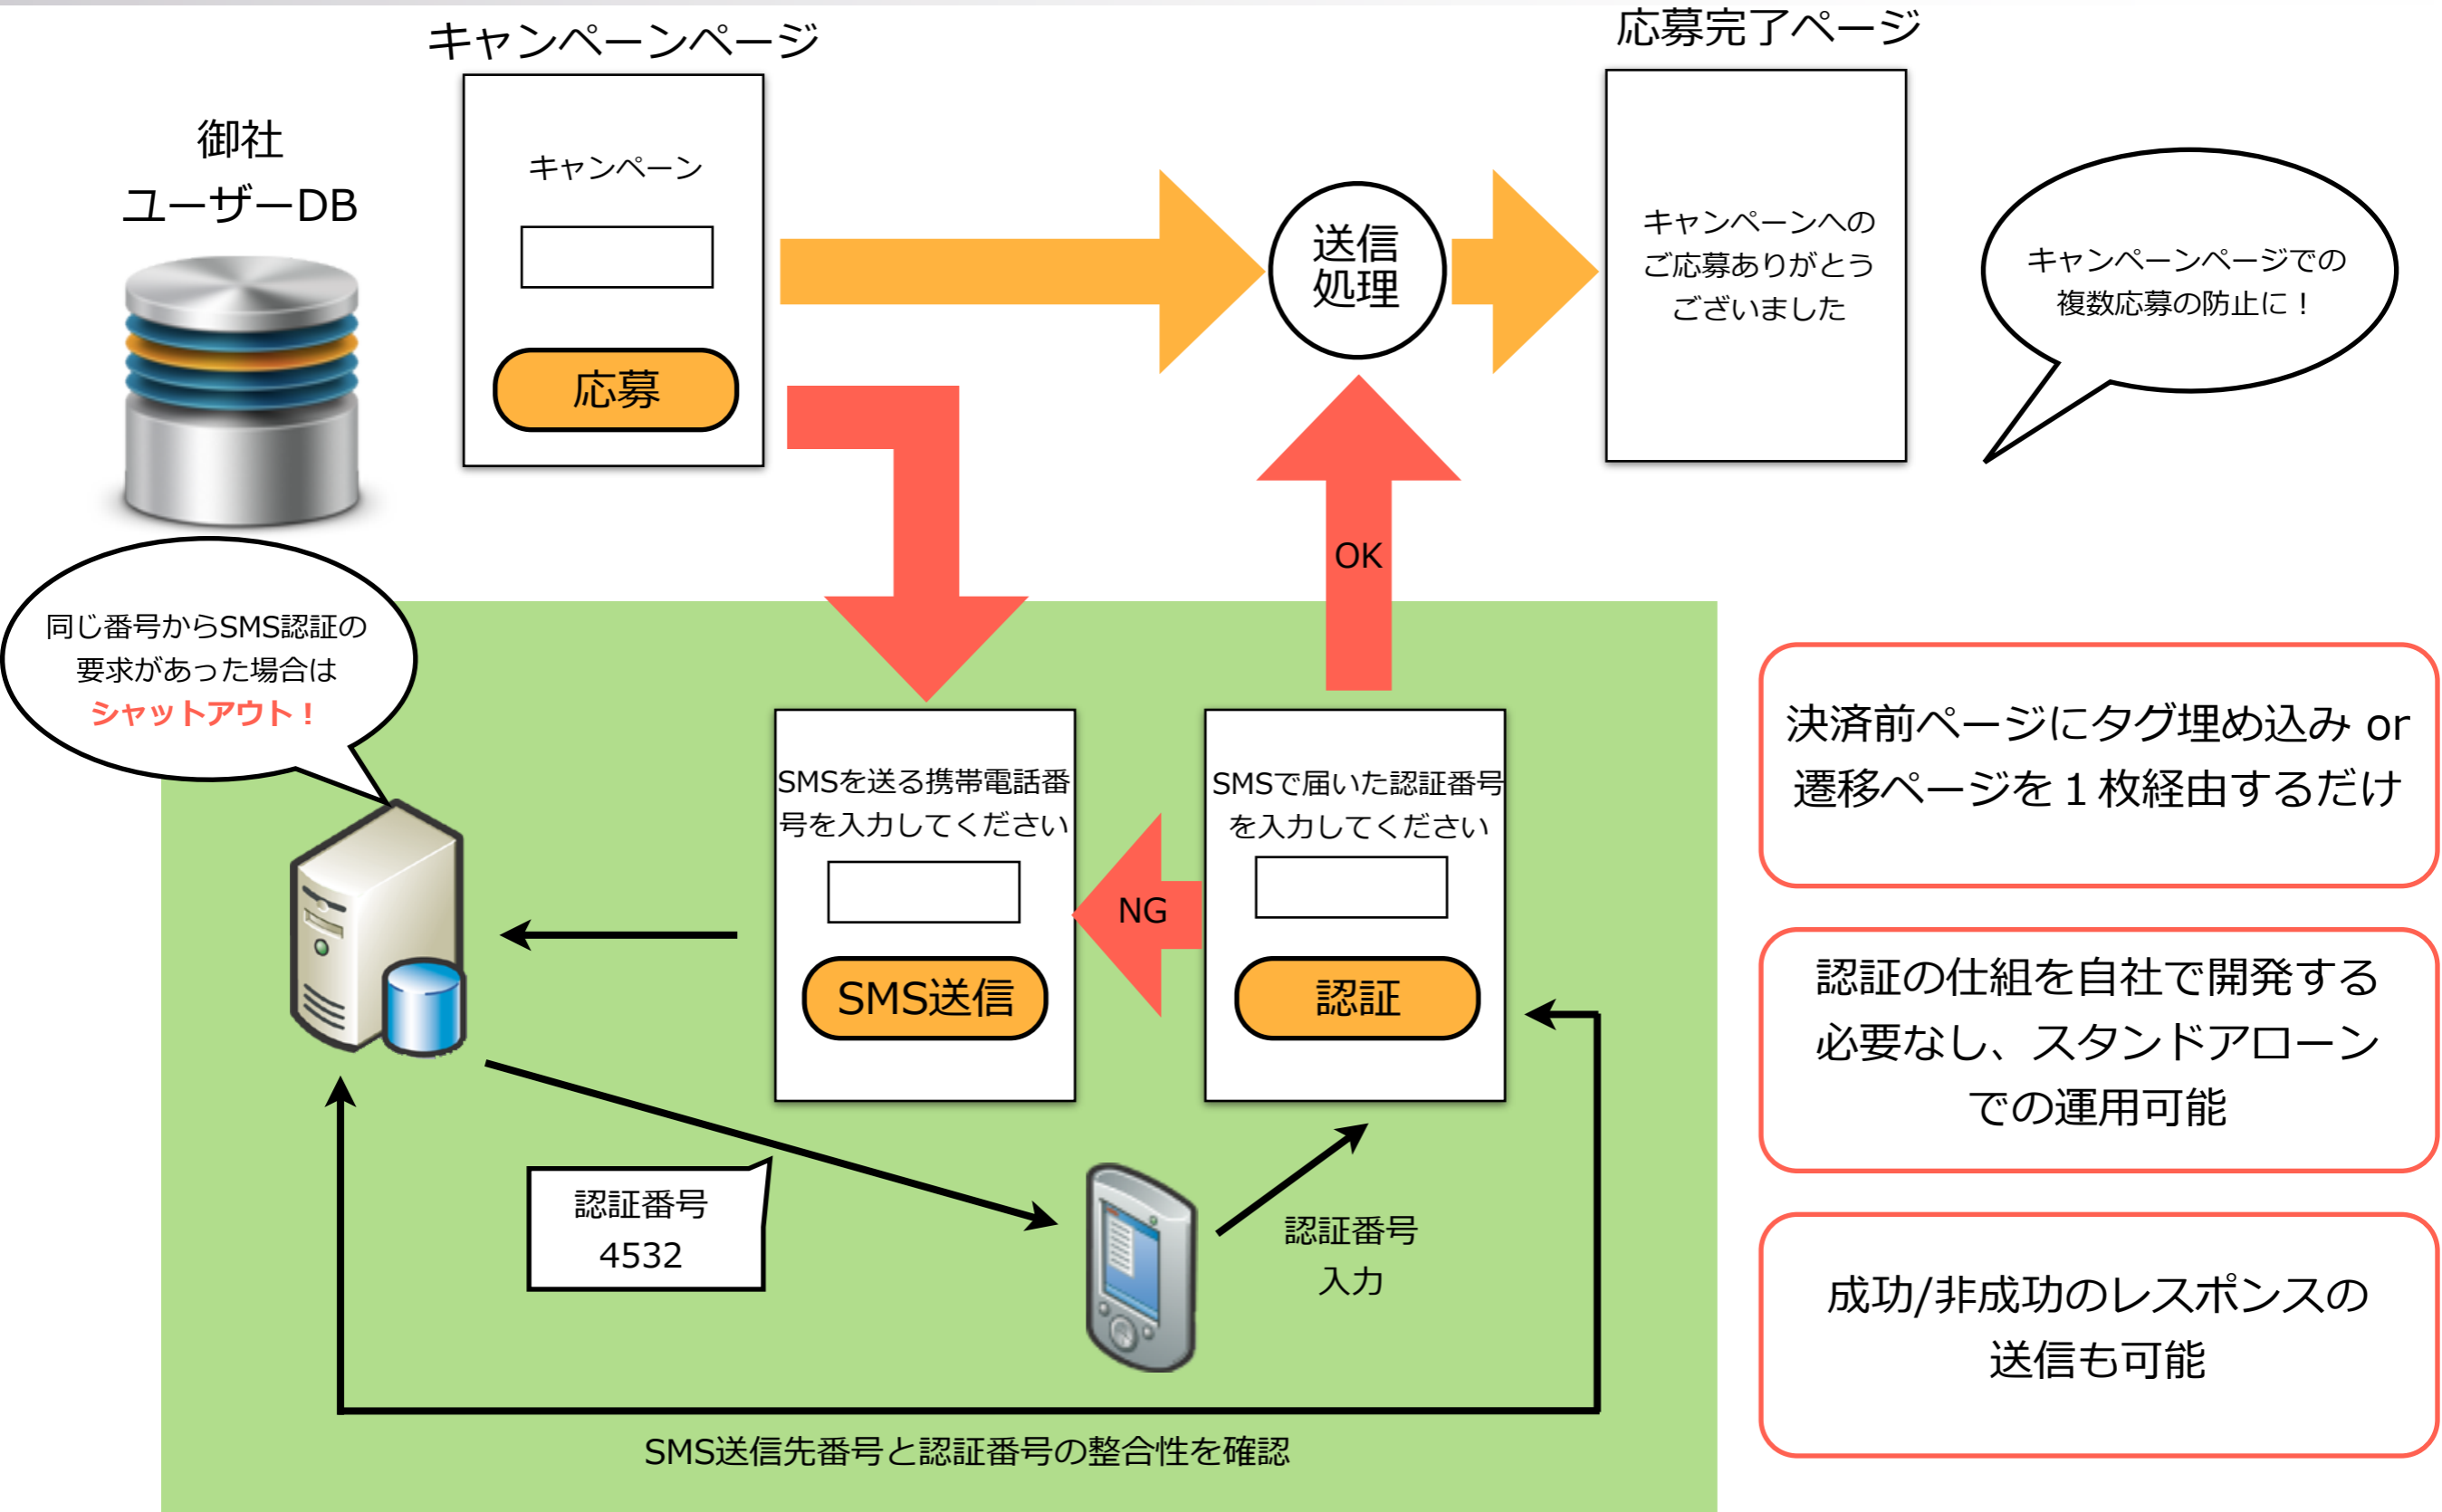 キャンペーンページ
応募完了ページ
御社
ユーザーDB
キャンペーン
応募
送信
処理
キャンペーンへの
ご応募ありがとう
ございました
キャンペーンページでの
複数応募の防止に！
OK
同じ番号からSMS認証の
要求があった場合は
シャットアウト！
SMSを送る携帯電話番
号を入力してください
SMS送信
NG
SMSで届いた認証番号
を入力してください
認証
認証番号
4532
認証番号
入力
SMS送信先番号と認証番号の整合性を確認
決済前ページにタグ埋め込み or
遷移ページを１枚経由するだけ
認証の仕組を自社で開発する
必要なし、スタンドアローン
での運用可能
成功/非成功のレスポンスの
送信も可能